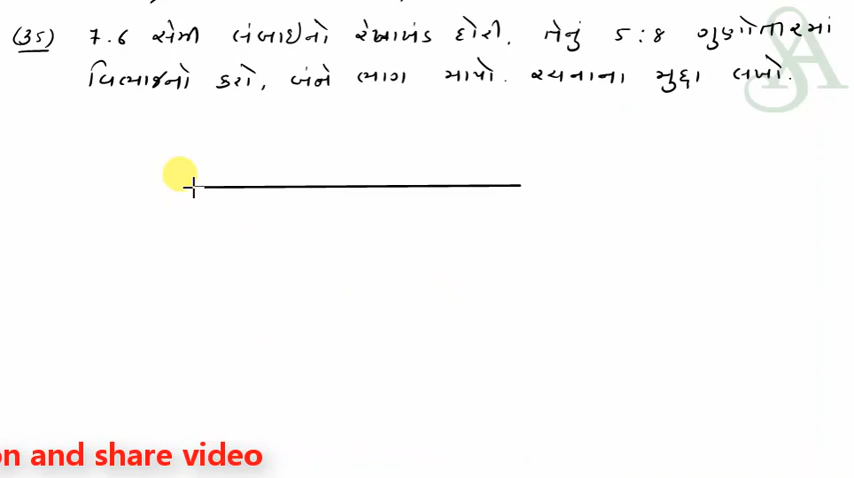 (35) 7.6 સેમી લંબાઈનો રેખાખંડ દોરી, તેનું 5:8 ગુણોત્તરમાં
વિભાજનો કરો, બંને ભાગ માપો. રચનાના મુદ્દા લખો.
on and share video